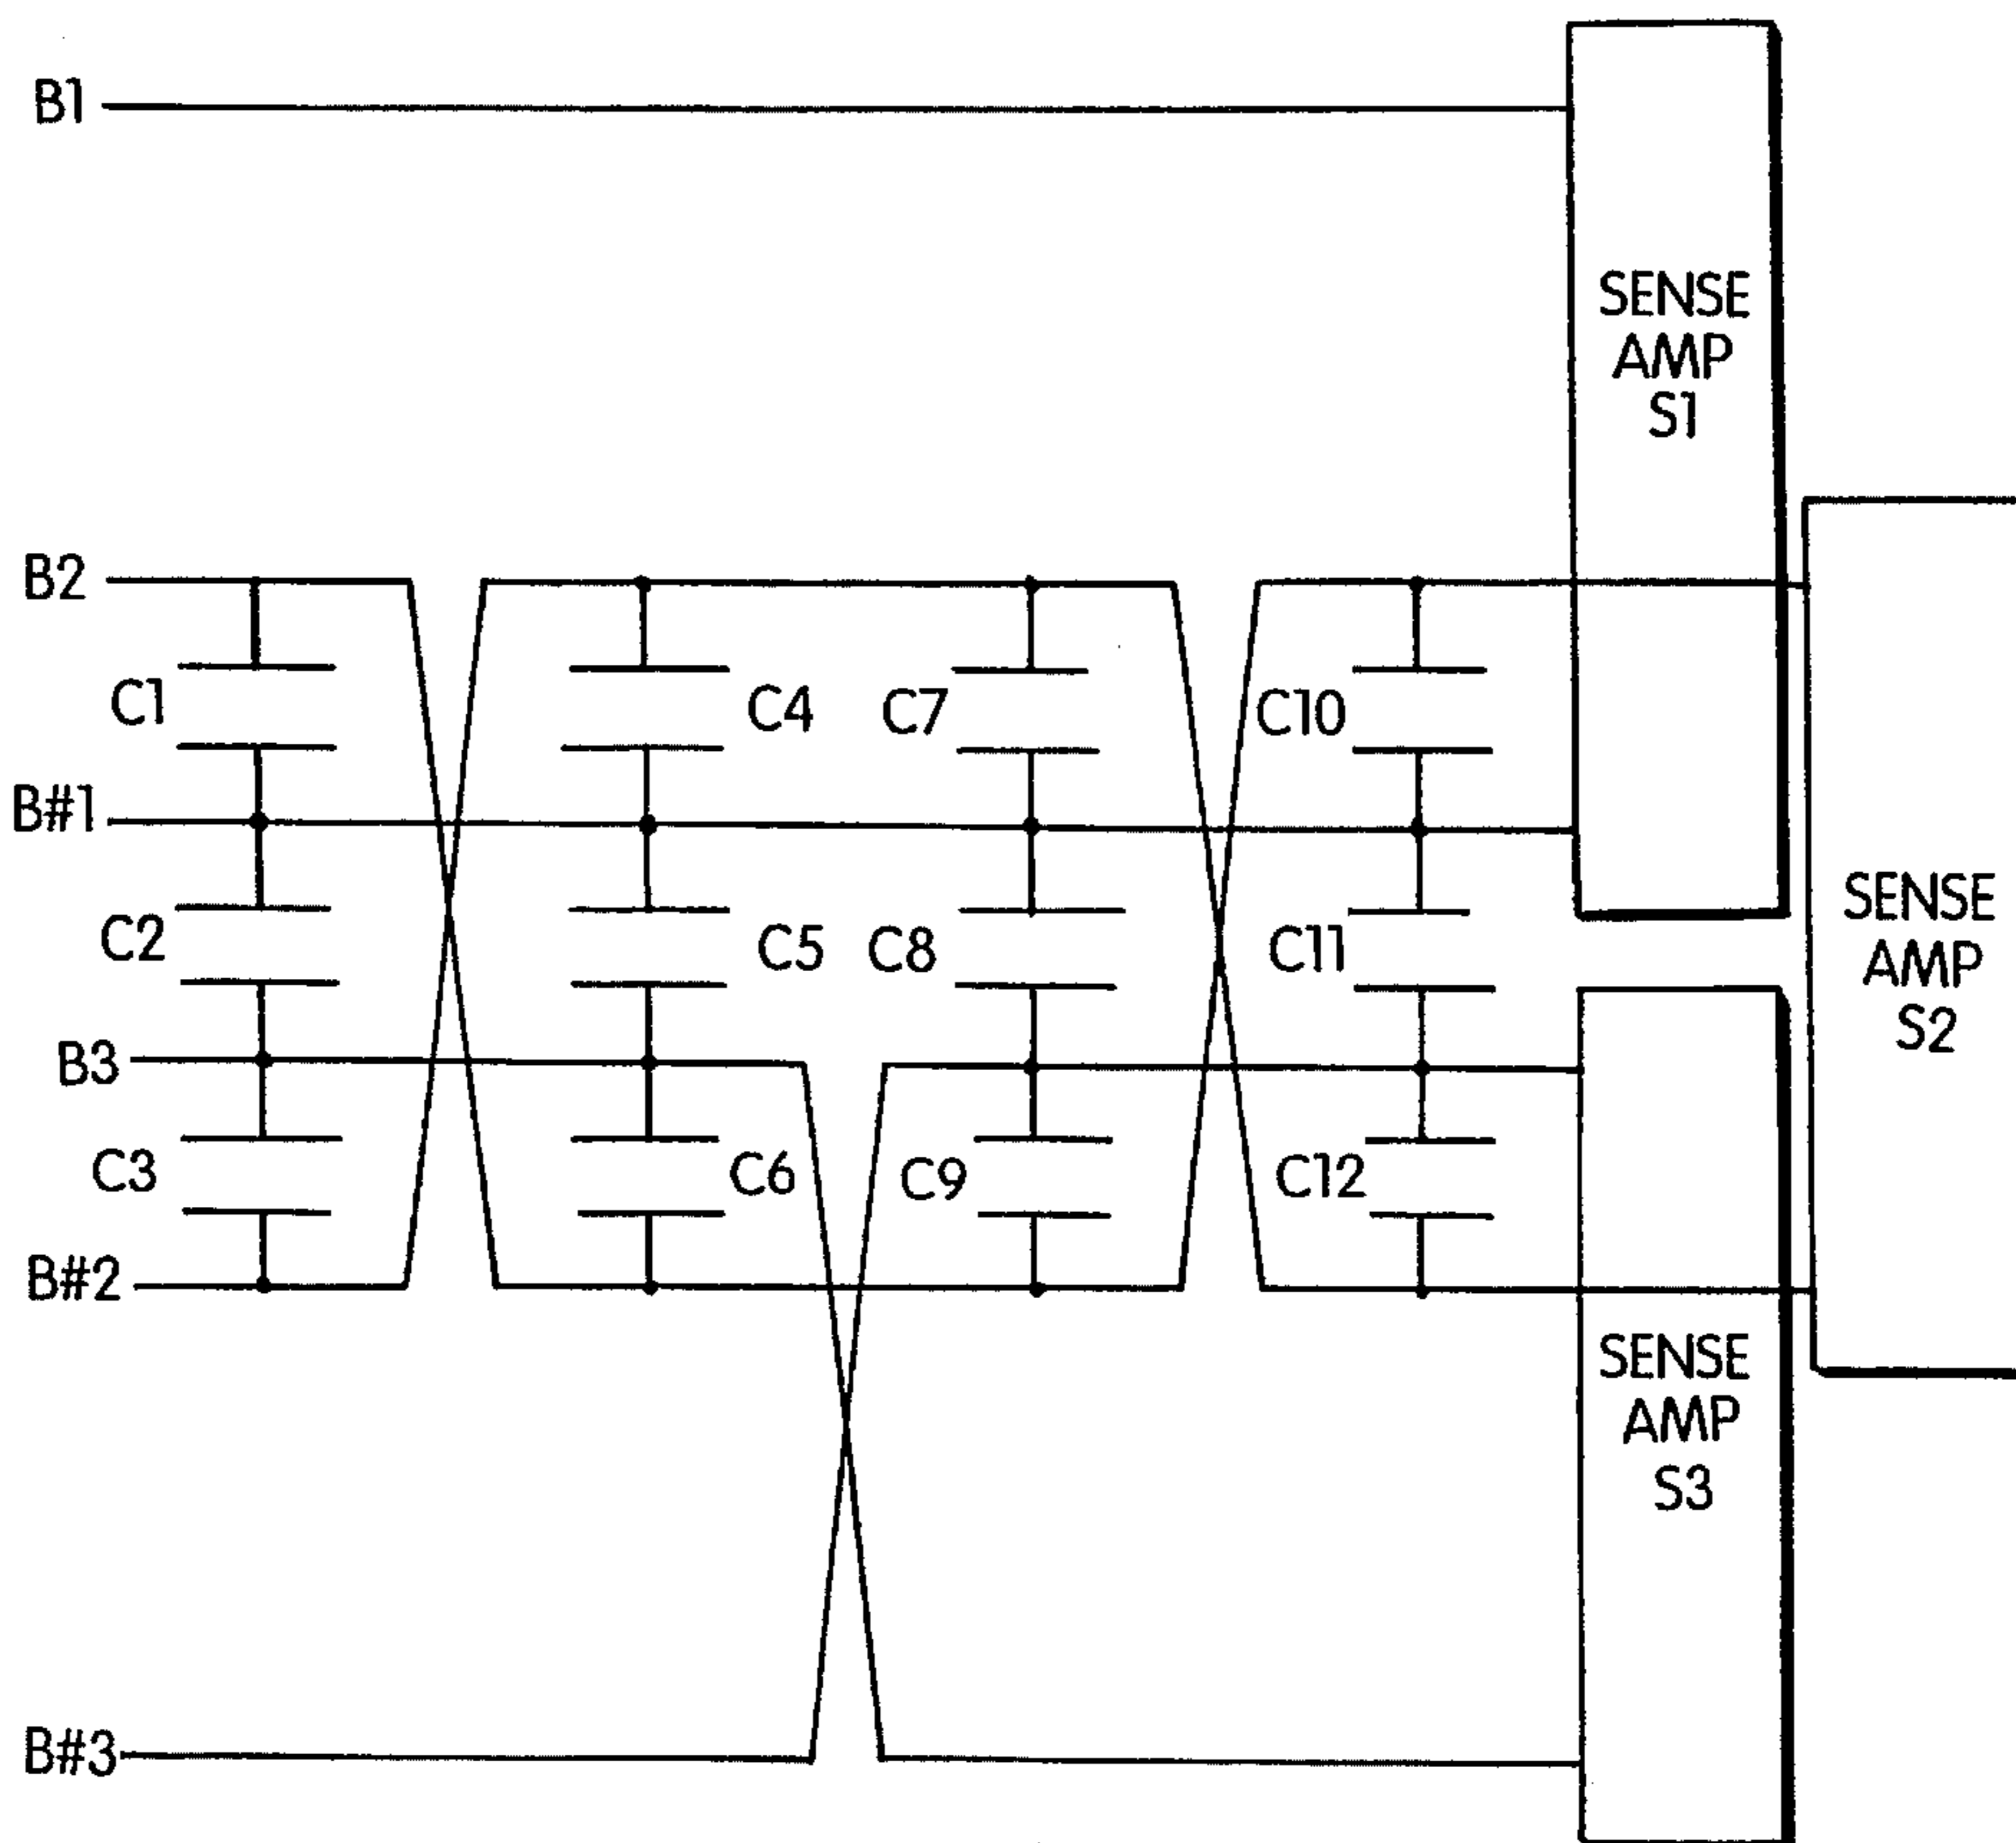 B1
SENSE
AMP
S1
B2
C1
C4
C7
C10
B#1
C2
C5
C8
C11
SENSE
AMP
S2
B3
C3
C6
C9
C12
B#2
SENSE
AMP
S3
B#3